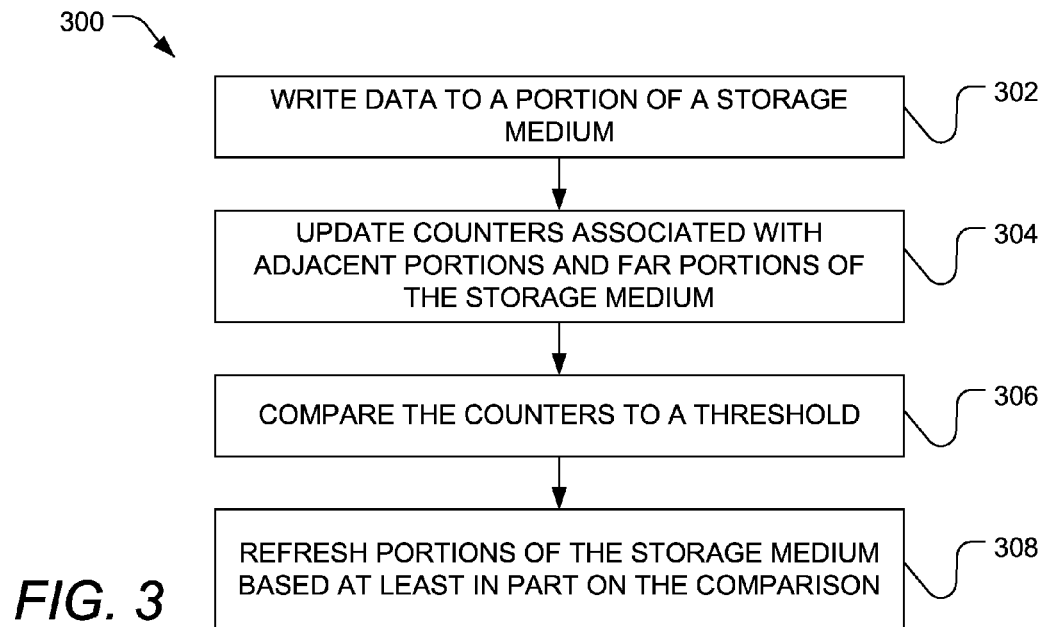 300
WRITE DATA TO A PORTION OF A STORAGE
MEDIUM
302
UPDATE COUNTERS ASSOCIATED WITH
ADJACENT PORTIONS AND FAR PORTIONS OF
THE STORAGE MEDIUM
304
COMPARE THE COUNTERS TO A THRESHOLD
306
REFRESH PORTIONS OF THE STORAGE MEDIUM
BASED AT LEAST IN PART ON THE COMPARISON
308
FIG. 3